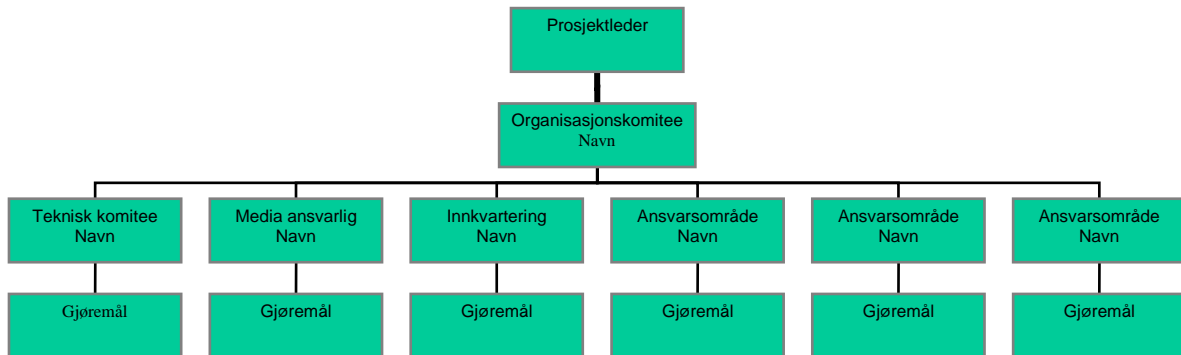 Prosjektleder
Organisasjonskomitee
Navn
Teknisk komitee
Navn
Media ansvarlig
Navn
Innkvartering
Navn
Ansvarsområde
Navn
Ansvarsområde
Navn
Ansvarsområde
Navn
Gjøremål
Gjøremål
Gjøremål
Gjøremål
Gjøremål
Gjøremål